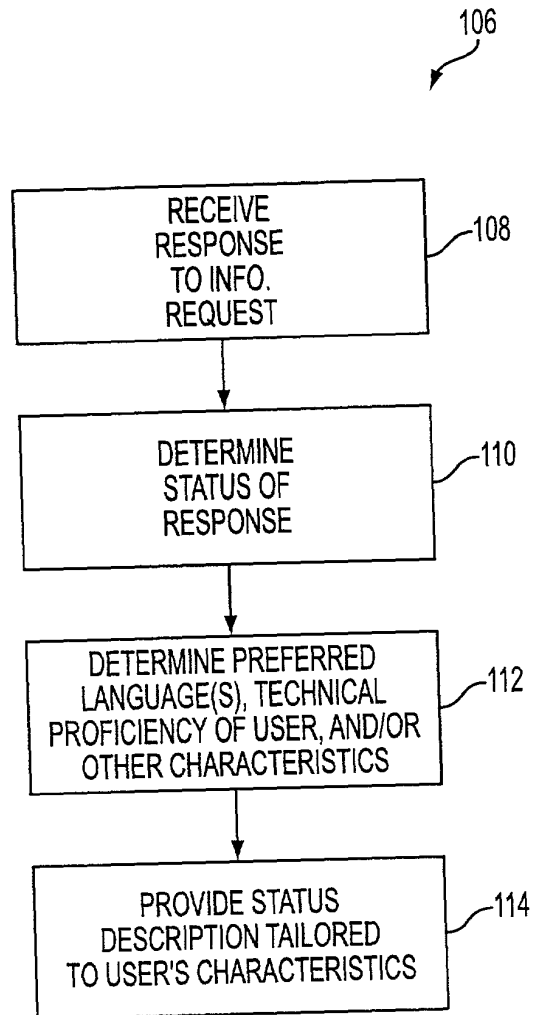 106
RECEIVE
RESPONSE
TO INFO.
REQUEST
108
DETERMINE
STATUS OF
RESPONSE
110
DETERMINE PREFERRED
LANGUAGE(S), TECHNICAL
PROFICIENCY OF USER, AND/OR
OTHER CHARACTERISTICS
112
PROVIDE STATUS
DESCRIPTION TAILORED
TO USER'S CHARACTERISTICS
114